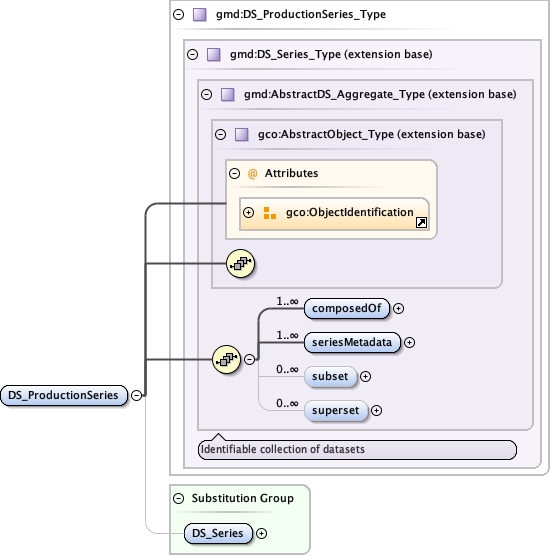 gmd:DS_ProductionSeries_Type
gmd:DS_Series_Type (extension base)
gmd:AbstractDS_Aggregate_Type (extension base)
gco:AbstractObject_Type (extension base)
@ Attributes
gco:ObjectIdentification
1..∞
composedOf
1..∞
seriesMetadata
0..∞
subset
0..∞
superset
DS_ProductionSeries
Identifiable collection of datasets
Substitution Group
DS_Series